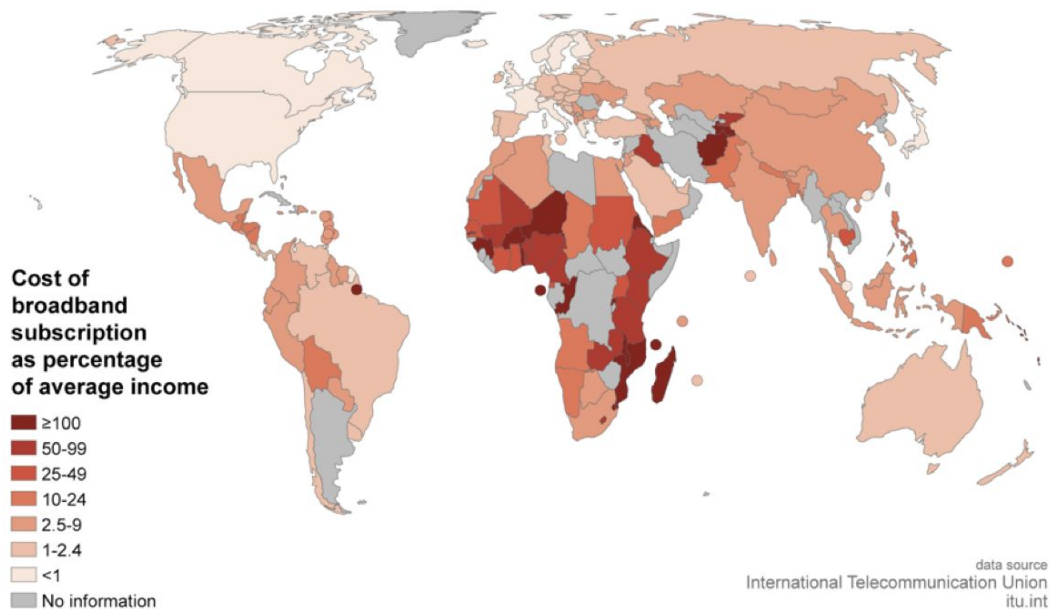 Cost of
broadband
subscription
as percentage
of average income
≥100
50-99
25-49
10-24
2.5-9
1-2.4
<1
No information
data source
International Telecommunication Union
itu.int